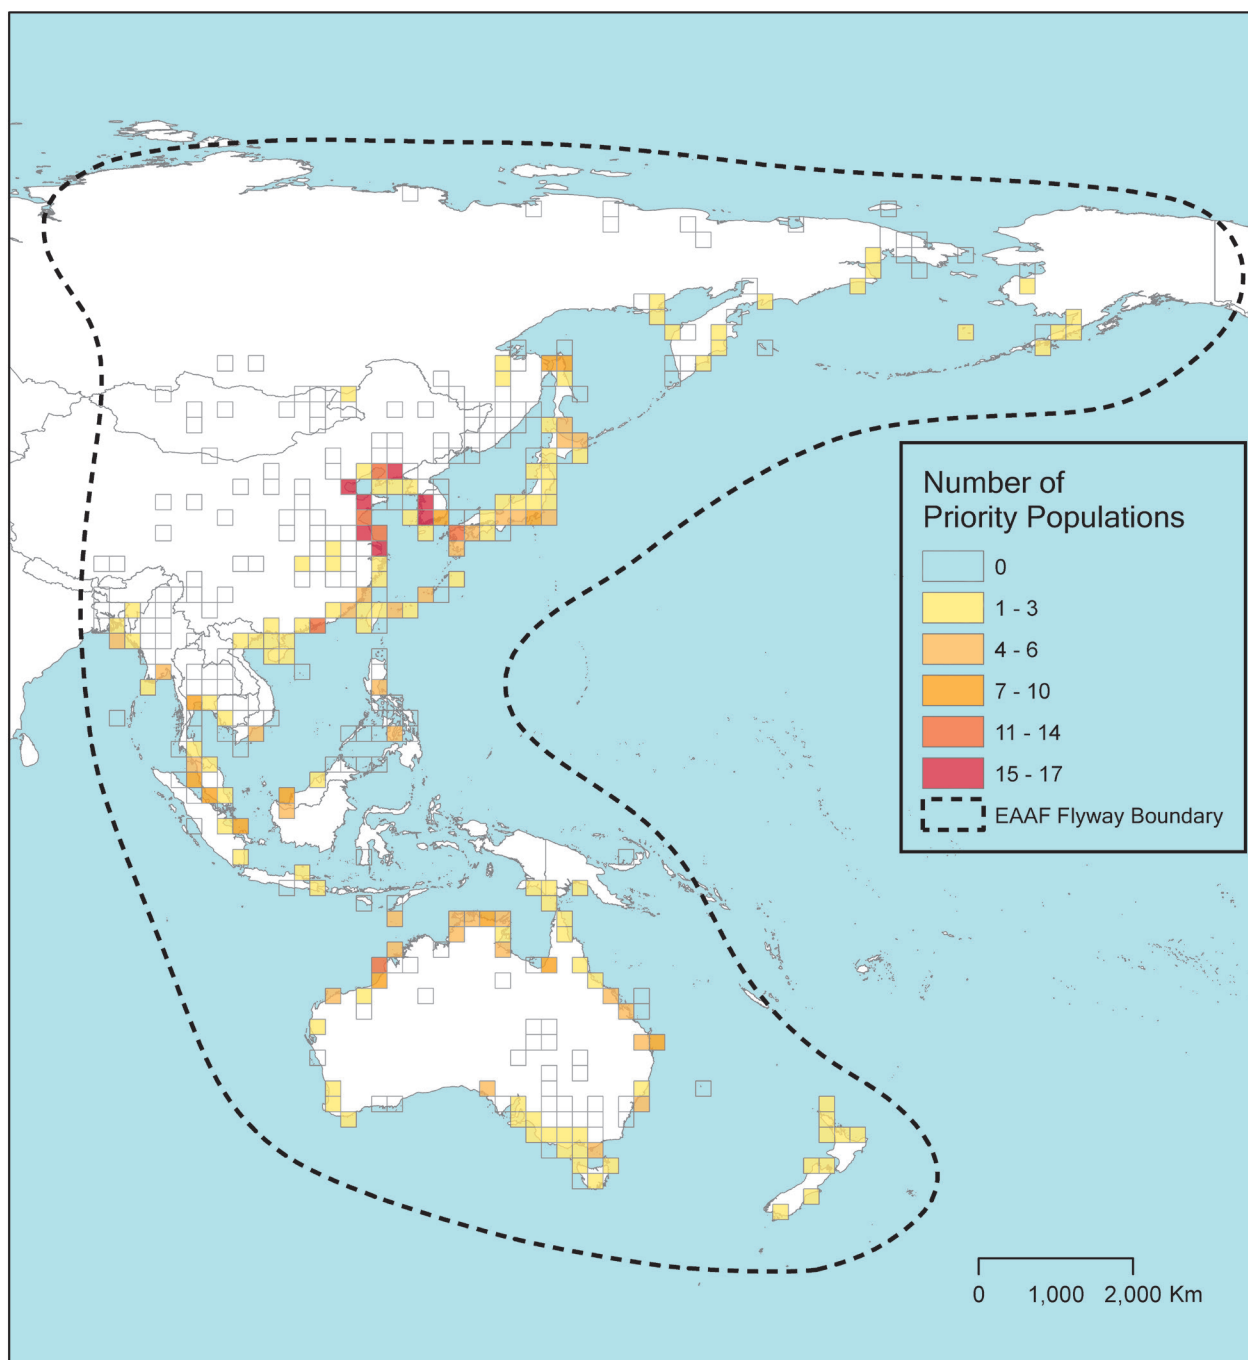 Number of
Priority Populations
0
1 - 3
4 - 6
7 - 10
11 - 14
15 - 17
EAAF Flyway Boundary
0 1,000 2,000 Km